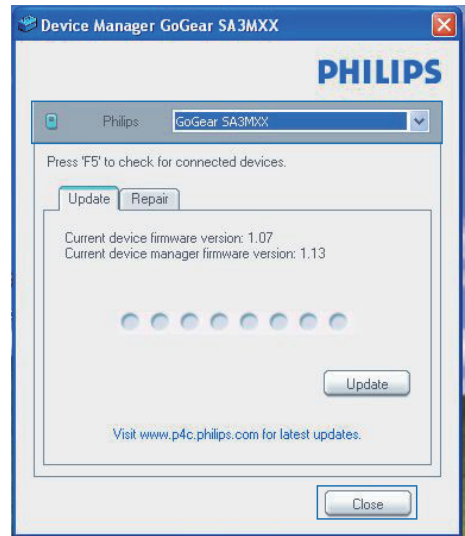 Device Manager GoGear SA3MXX
PHILIPS
Philips GoGear SA3MXX
Press 'F5' to check for connected devices.
Update Repair
Current device firmware version: 1.07
Current device manager firmware version: 1.13
Update
Visit www.p4c.philips.com for latest updates.
Close